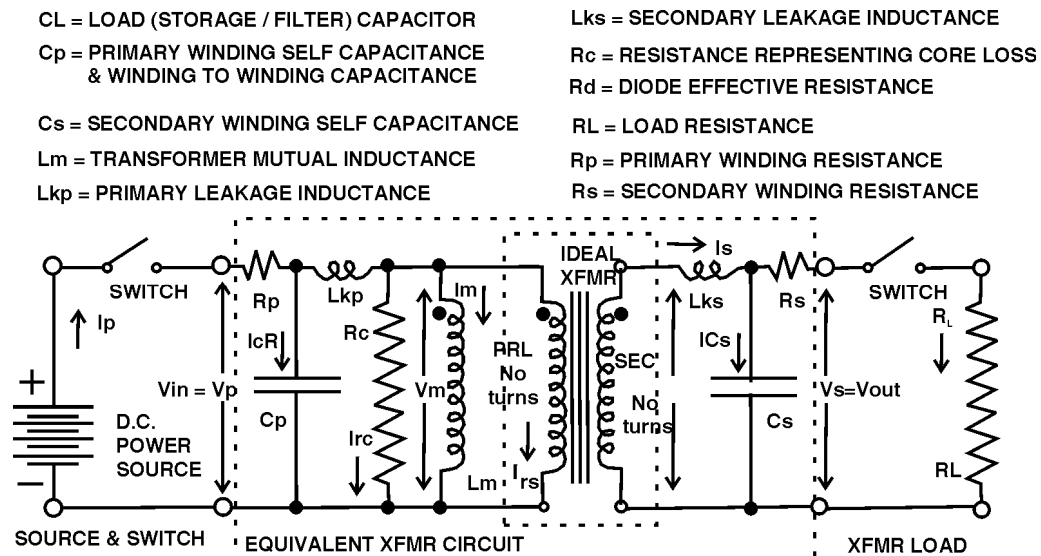 CL = LOAD (STORAGE / FILTER) CAPACITOR
Cp = PRIMARY WINDING SELF CAPACITANCE
& WINDING TO WINDING CAPACITANCE
Cs = SECONDARY WINDING SELF CAPACITANCE
Lm = TRANSFORMER MUTUAL INDUCTANCE
Lkp = PRIMARY LEAKAGE INDUCTANCE
Lks = SECONDARY LEAKAGE INDUCTANCE
Rc = RESISTANCE REPRESENTING CORE LOSS
Rd = DIODE EFFECTIVE RESISTANCE
RL = LOAD RESISTANCE
Rp = PRIMARY WINDING RESISTANCE
Rs = SECONDARY WINDING RESISTANCE
SWITCH
Ip
Rp
Lkp
IcR
Rc
Im
IDEAL
XFMR
Is
Lks
Rs
SWITCH
RL
Vin = Vp
Cp
Irc
Vm
Lm
PRI.
No
turns
Irs
SEC
No
turns
ICs
Cs
Vs=Vout
RL
+
D.C.
POWER
SOURCE
–
SOURCE & SWITCH
EQUIVALENT XFMR CIRCUIT
XFMR LOAD